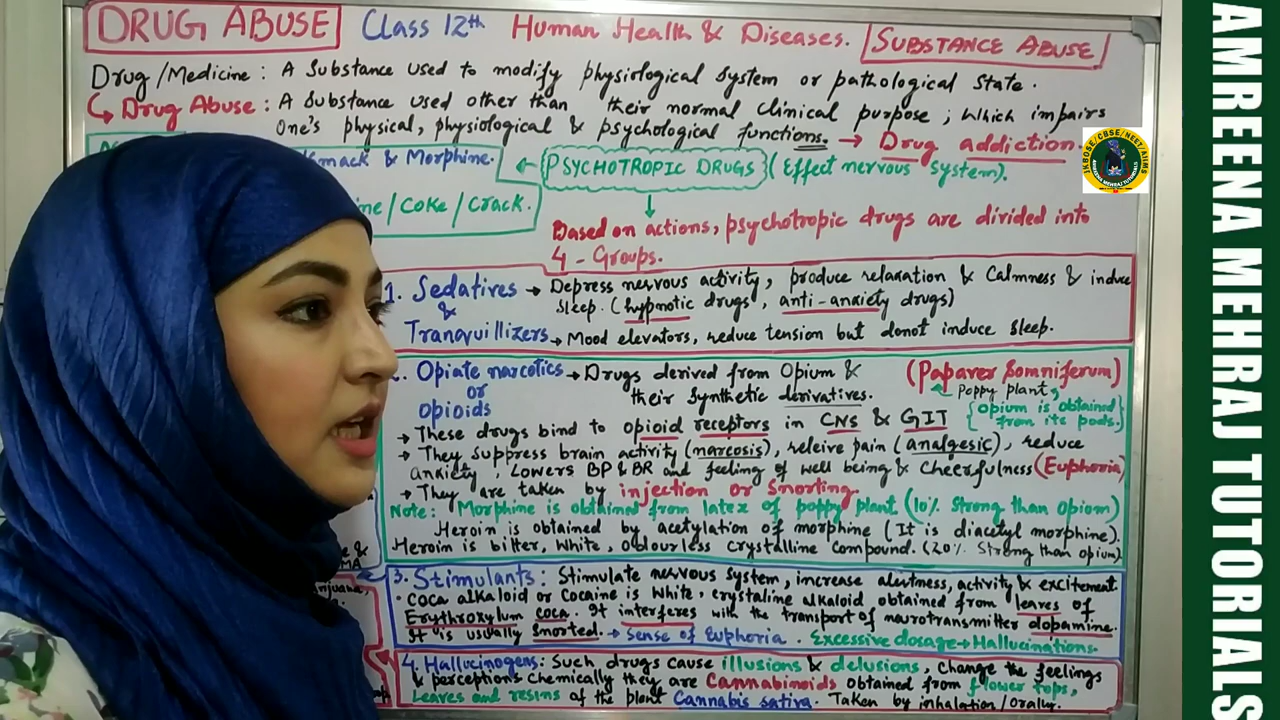 DRUG ABUSE Class 12th Human Health & Diseases. SUBSTANCE ABUSE
Drug/Medicine: A Substance used to modify physiological System or pathological State.
Drug Abuse: A Substance used other than their normal Clinical purpose; which impairs
One's physical, physiological & psychological functions. → Drug addiction.
Smack & Morphine. ← PSYCHOTROPIC DRUGS (Effect nervous System).
/Coke/Crack.
Based on actions, psychotropic drugs are divided into
4 - Groups.
1. Sedatives → Depress nervous activity, produce relaxation & Calmness & induce
& Sleep. (hypnotic drugs, anti-anxiety drugs)
Tranquillizers → Mood elevators, reduce tension but donot induce Sleep.
Opiate narcotics → Drugs derived from Opium & (Papaver Somniferum)
or their Synthetic derivatives. Poppy plant,
Opioids {Opium is obtained
from its pods.}
→ These drugs bind to opioid receptors in CNS & GIT
→ They suppress brain activity (narcosis), releive pain (analgesic), reduce
anxiety, Lowers BP & BR and feeling of well being & Cheerfulness (Euphoria)
→ They are taken by injection or Snorting
Note: Morphine is obtained from latex of poppy plant (10% Strong than Opiom)
Heroin is obtained by acetylation of morphine (It is diacetyl morphine).
Heroin is bitter, White, Odourless Crystalline Compound. (20% Strong than opium)
3. Stimulants: Stimulate nervous System, increase alertness, activity & excitement
. Coca alkaloid or Cocaine is White, crystaline alkaloid obtained from leaves of
Erythroxylum coca. It interferes with the transport of neurotransmitter dopamine.
It is usually Snorted. → Sense of Euphoria. Excessive dosage → Hallucinations.
4. Hallucinogens: Such drugs cause illusions & delusions, Change the feelings
& perceptions Chemically they are Cannabinoids obtained from flower tops,
Leaves and resins of the plant Cannabis sativa. Taken by inhalation/orally.
AMREENA MEHRAJ TUTORIALS
JKBOSE/CBSE/NEET/AIIMS
AMREENA MEHRAJ TUTORIALS